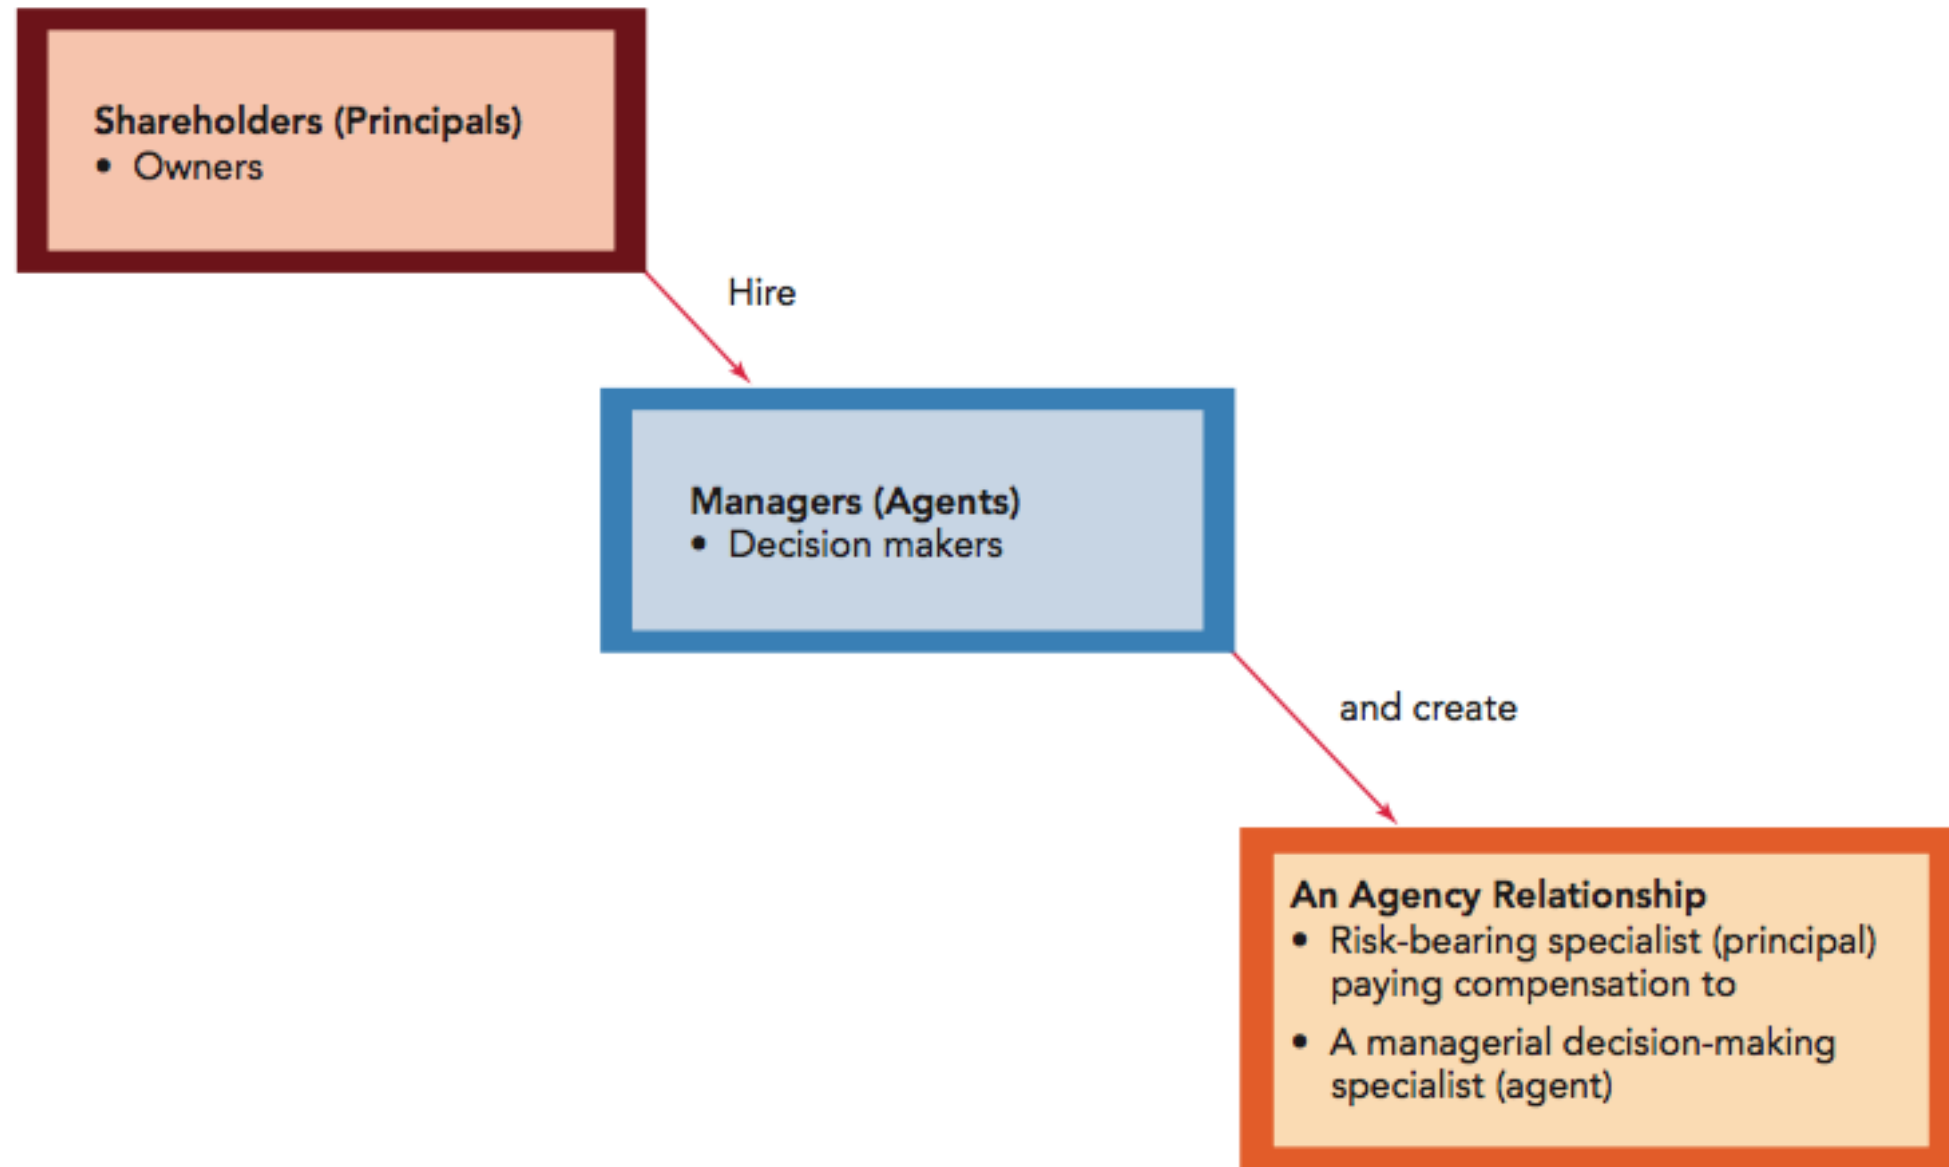 Shareholders (Principals)
• Owners
Hire
Managers (Agents)
• Decision makers
and create
An Agency Relationship
• Risk-bearing specialist (principal)
paying compensation to
• A managerial decision-making
specialist (agent)